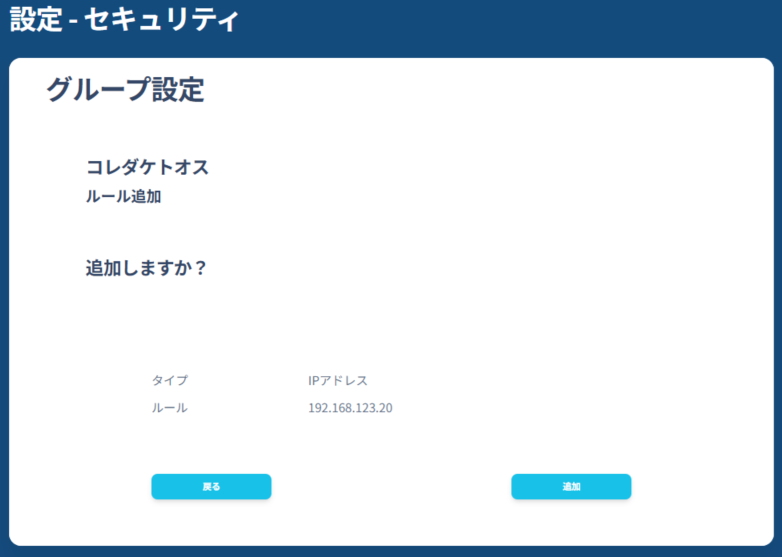 設定 - セキュリティ
グループ設定
コレダケトオス
ルール追加
追加しますか？
タイプ IPアドレス
ルール 192.168.123.20
戻る 追加